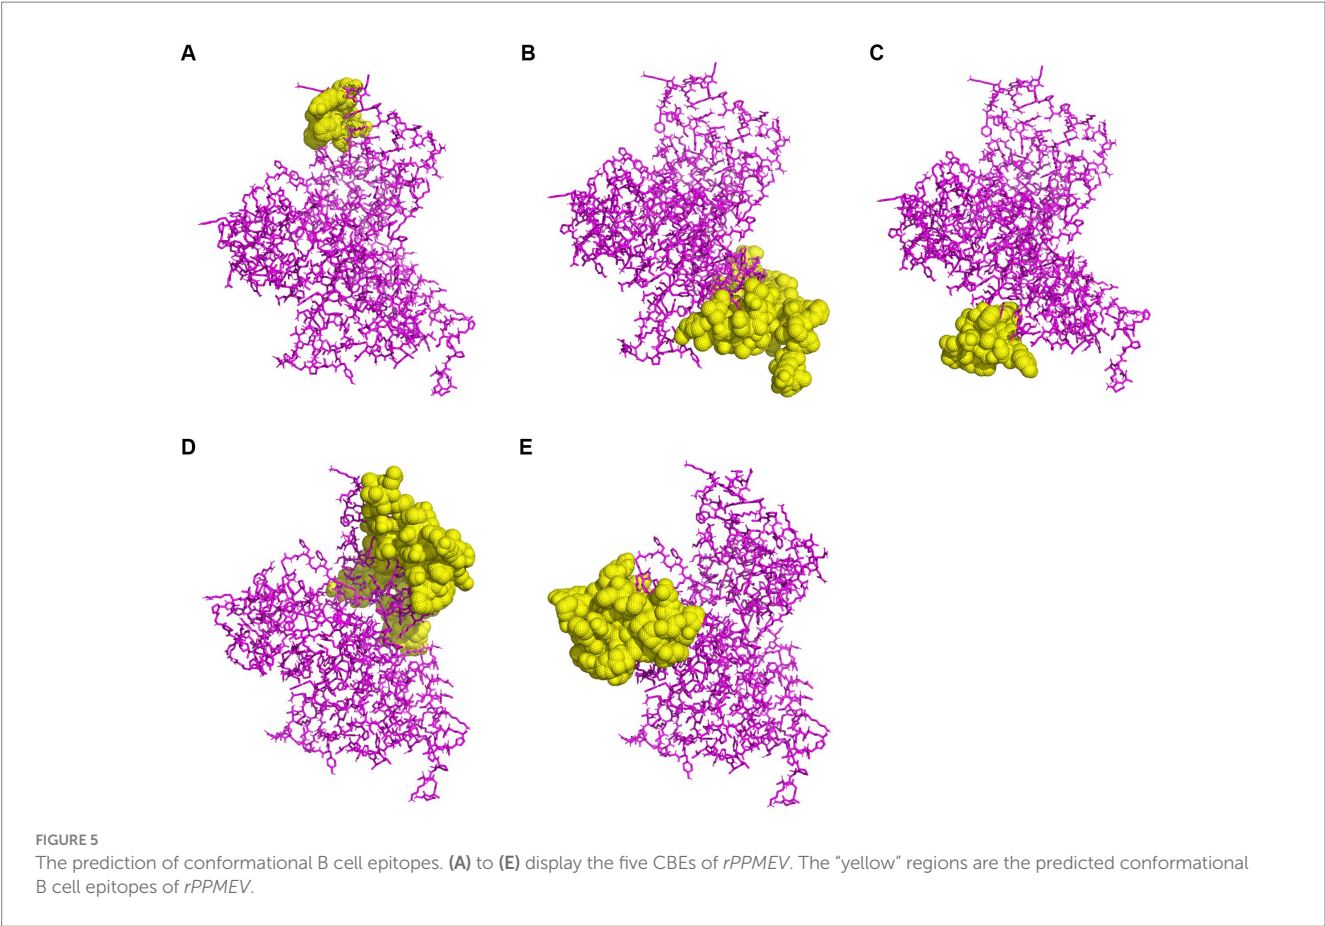 A
B
C
D
E
FIGURE 5
The prediction of conformational B cell epitopes. (A) to (E) display the five CBEs of rPPMEV. The “yellow” regions are the predicted conformational
B cell epitopes of rPPMEV.